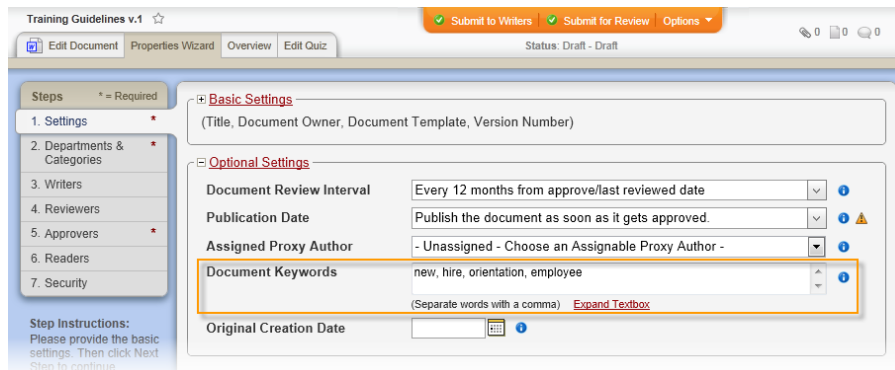 Training Guidelines v.1
Submit to Writers Submit for Review Options
Edit Document Properties Wizard Overview Edit Quiz
Status: Draft - Draft
0 0 0
Steps * = Required
1. Settings *
2. Departments & *
Categories
3. Writers
4. Reviewers
5. Approvers *
6. Readers
7. Security
Step Instructions:
Please provide the basic
settings. Then click Next
Step to continue.
Basic Settings
(Title, Document Owner, Document Template, Version Number)
Optional Settings
Document Review Interval Every 12 months from approve/last reviewed date
Publication Date Publish the document as soon as it gets approved.
Assigned Proxy Author - Unassigned - Choose an Assignable Proxy Author -
Document Keywords new, hire, orientation, employee
(Separate words with a comma) Expand Textbox
Original Creation Date